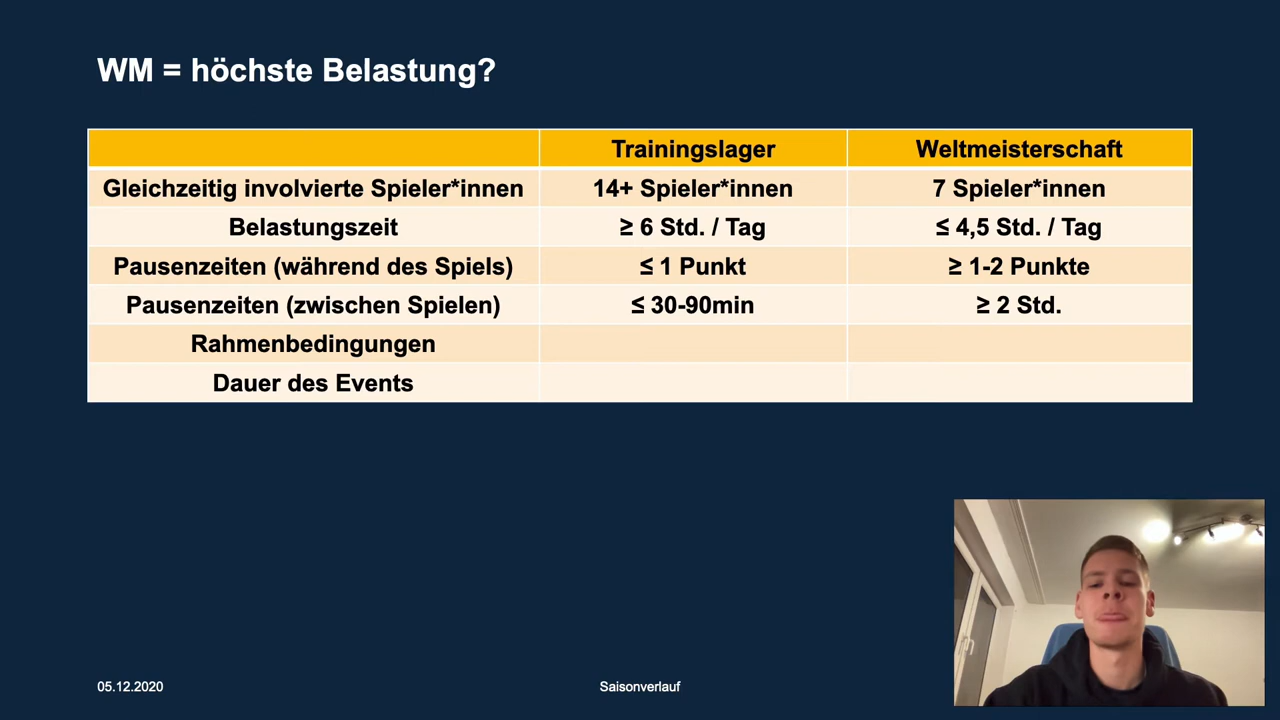 WM = höchste Belastung?
Trainingslager Weltmeisterschaft
Gleichzeitig involvierte Spieler*innen 14+ Spieler*innen 7 Spieler*innen
Belastungszeit ≥ 6 Std. / Tag ≤ 4,5 Std. / Tag
Pausenzeiten (während des Spiels) ≤ 1 Punkt ≥ 1-2 Punkte
Pausenzeiten (zwischen Spielen) ≤ 30-90min ≥ 2 Std.
Rahmenbedingungen
Dauer des Events
05.12.2020 Saisonverlauf